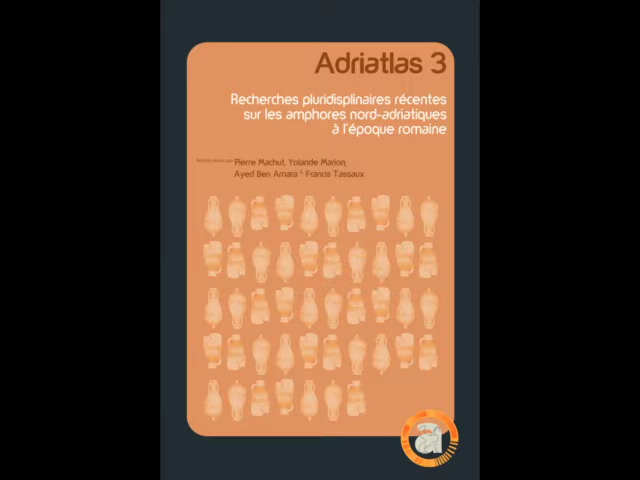 Adriatlas 3
Recherches pluridisplinaires récentes
sur les amphores nord-adriatiques
à l'époque romaine
Pierre Machut, Yolande Marion,
Ayed Ben Amara & Francis Tassaux